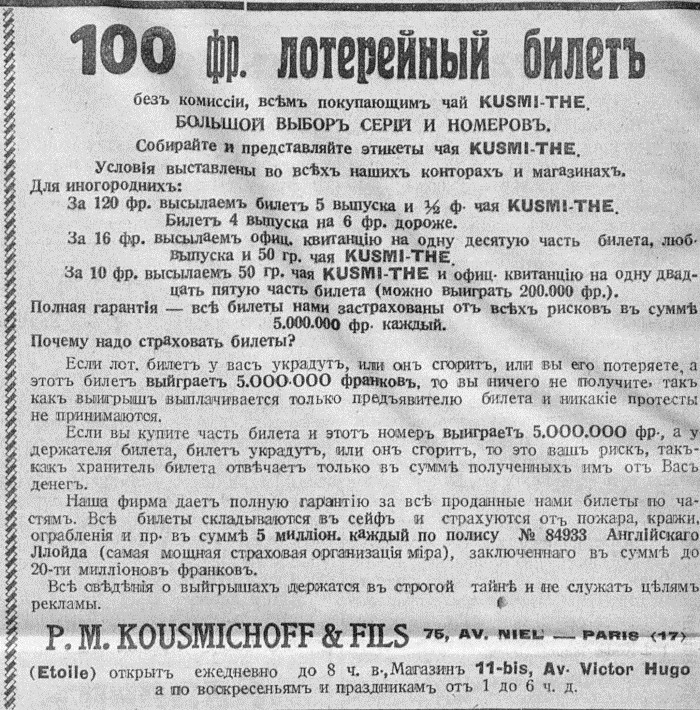 100 фр. лотерейный билетъ
безъ комиссіи, всѣмъ покупающимъ чай KUSMI-THE.
БОЛЬШОЙ ВЫБОРЪ СЕРІЙ И НОМЕРОВЪ.
Собирайте и представляйте этикеты чая KUSMI-THE.
Условія выставлены во всѣхъ нашихъ конторахъ и магазинахъ.
Для иногороднихъ:
За 120 фр. высылаемъ билетъ 5 выпуска и ½ ф. чая KUSMI-THE.
Билетъ 4 выпуска на 6 фр. дороже.
За 16 фр. высылаемъ офиц. квитанцію на одну десятую часть билета, люб.
выпуска и 50 гр. чая KUSMI-THE.
За 10 фр. высылаемъ 50 гр. чая KUSMI-THE и офиц. квитанцію на одну двад-
цать пятую часть билета (можно выиграть 200.000 фр.).
Полная гарантія — всѣ билеты нами застрахованы отъ всѣхъ рисковъ въ суммѣ
5.000.000 фр. каждый.
Почему надо страховать билеты?
Если лот. билетъ у васъ украдутъ, или онъ сгоритъ, или вы его потеряете, а
этотъ билетъ выйграетъ 5.000.000 франковъ, то вы ничего не получите, такъ
какъ выигрыш выплачивается только предъявителю билета и никакіе протесты
не принимаются.
Если вы купите часть билета и этотъ номеръ выиграетъ 5.000.000 фр., а у
держателя билета, билетъ украдутъ, или онъ сгоритъ, то это вашъ рискъ, такъ-
какъ хранитель билета отвѣчаетъ только въ суммѣ полученныхъ имъ отъ Васъ
денегъ.
Наша фирма даетъ полную гарантію за всѣ проданные нами билеты по ча-
стямъ. Всѣ билеты складываются въ сейфъ и страхуются отъ пожара, кражи,
ограбленія и пр. въ суммѣ 5 милліон. каждый по полису № 84933 Англійскаго
Ллойда (самая мощная страховая организація міра), заключеннаго въ суммѣ до
20-ти милліоновъ франковъ.
Всѣ свѣдѣнія о выйгрышахъ держатся въ строгой тайнѣ и не служатъ цѣлямъ
рекламы.
P. M. KOUSMICHOFF & FILS 75, AV. NIEL — PARIS (17)
(Etoile) открытъ ежедневно до 8 ч. в., Магазинъ 11-bis, Av. Victor Hugo
а по воскресеньямъ и праздникамъ отъ 1 до 6 ч. д.